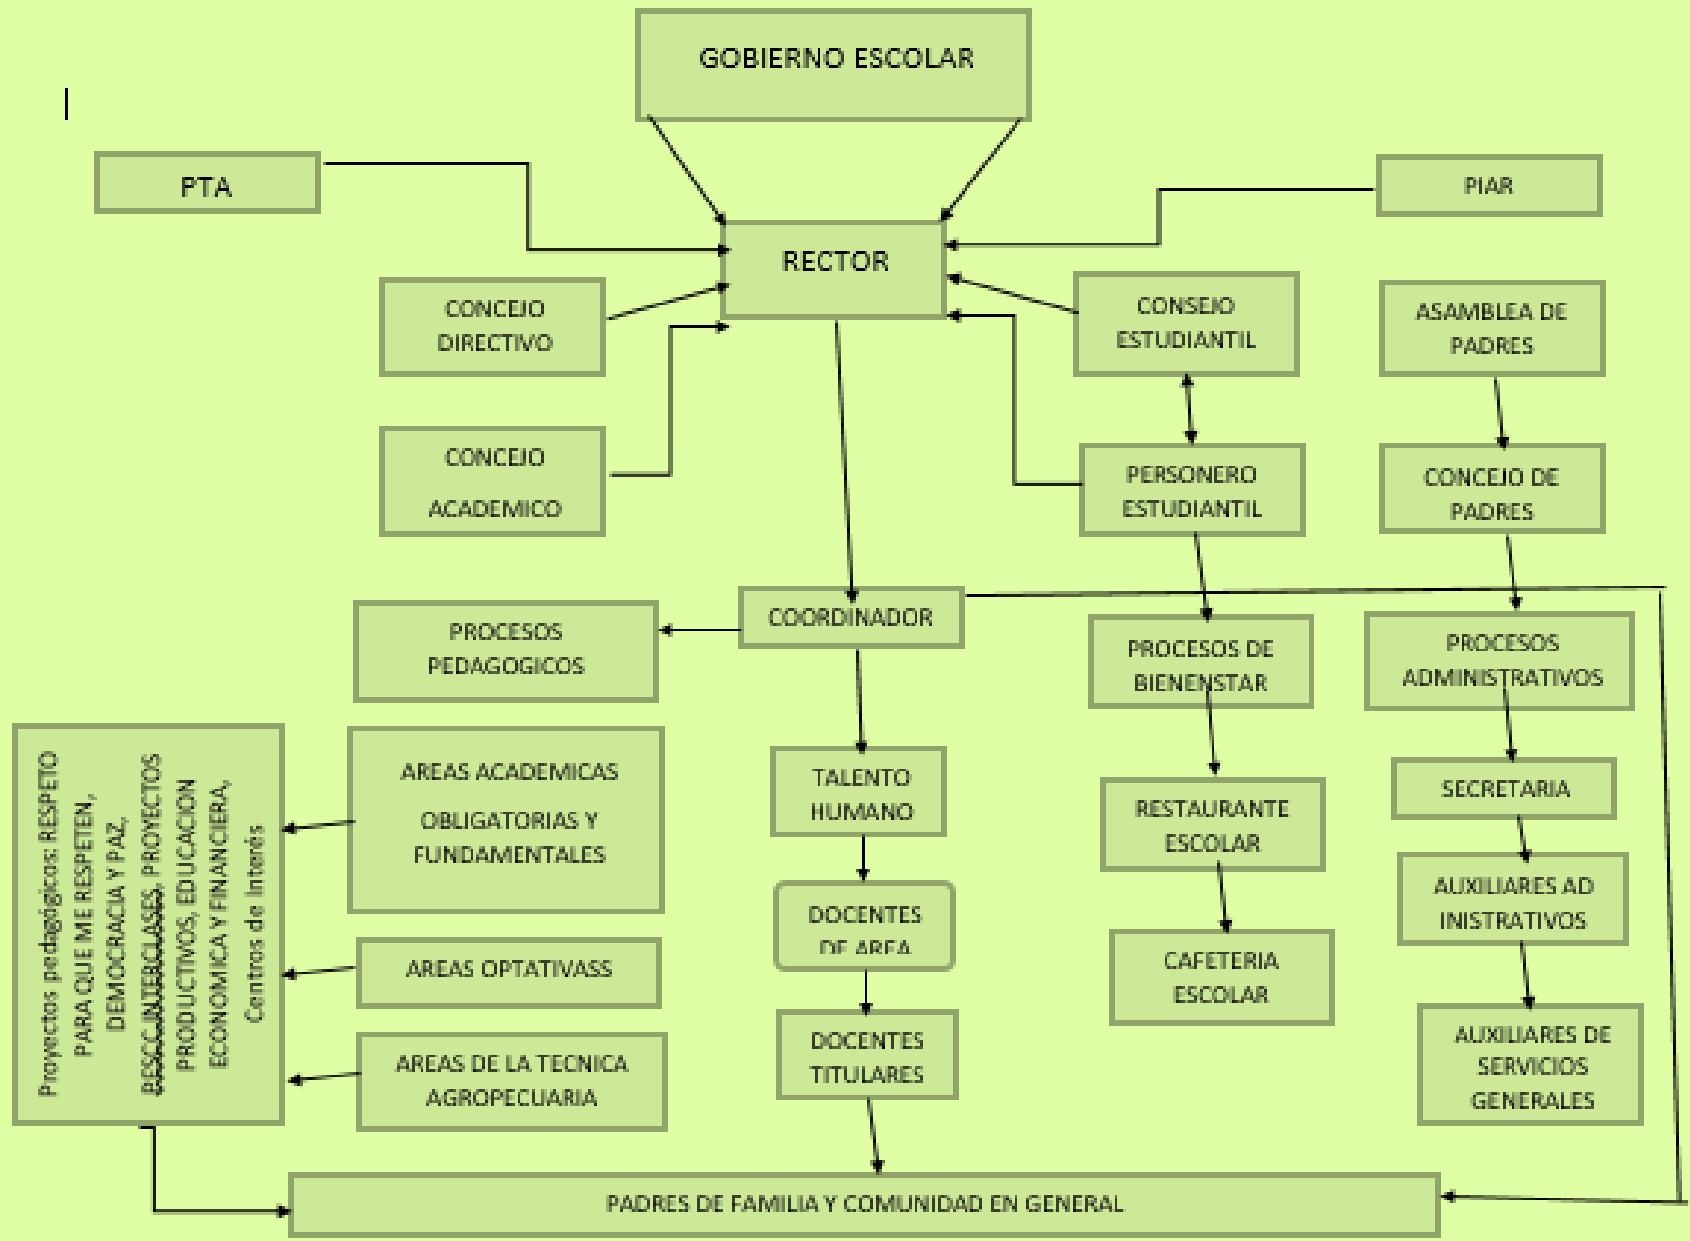 GOBIERNO ESCOLAR
PTA
PIAR
RECTOR
CONCEJO
DIRECTIVO
CONSEJO
ESTUDIANTIL
ASAMBLEA DE
PADRES
CONCEJO
ACADEMICO
PERSONERO
ESTUDIANTIL
CONCEJO DE
PADRES
COORDINADOR
PROCESOS
PEDAGOGICOS
PROCESOS DE
BIENENSTAR
PROCESOS
ADMINISTRATIVOS
Proyectos pedagógicos: RESPETO
PARA QUE ME RESPETEN,
DEMOCRACIA Y PAZ,
PROYECTOS
PRODUCTIVOS, EDUCACION
ECONOMICA Y FINANCIERA,
Centros de Interés
AREAS ACADEMICAS
OBLIGATORIAS Y
FUNDAMENTALES
TALENTO
HUMANO
RESTAURANTE
ESCOLAR
SECRETARIA
AUXILIARES AD
INISTRATIVOS
DOCENTES
DE AREA
AREAS OPTATIVASS
CAFETERIA
ESCOLAR
AREAS DE LA TECNICA
AGROPECUARIA
DOCENTES
TITULARES
AUXILIARES DE
SERVICIOS
GENERALES
PADRES DE FAMILIA Y COMUNIDAD EN GENERAL